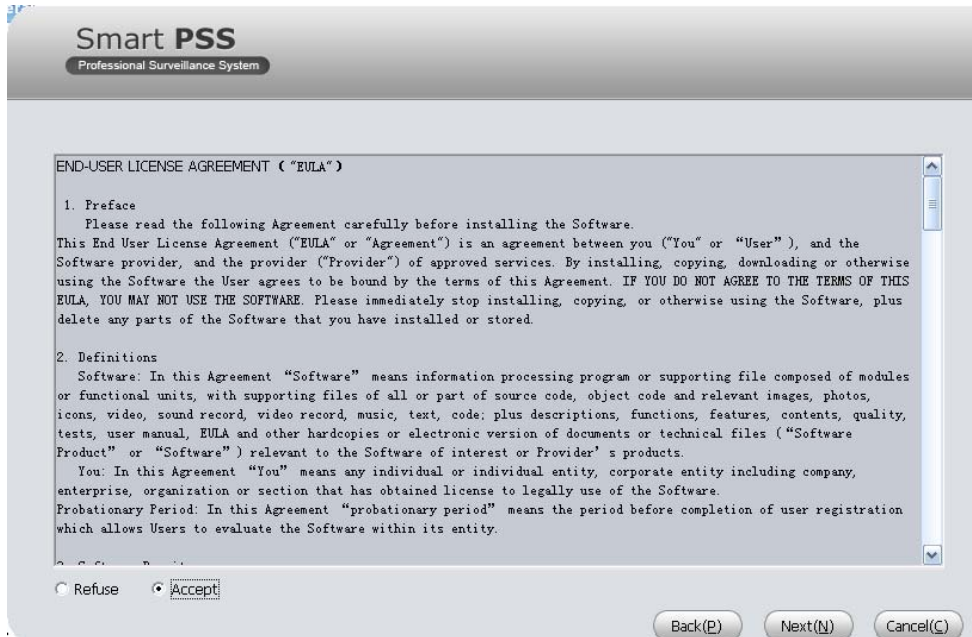 Smart PSS
Professional Surveillance System
END-USER LICENSE AGREEMENT ( "EULA" )
1. Preface
Please read the following Agreement carefully before installing the Software.
This End User License Agreement ("EULA" or "Agreement") is an agreement between you ("You" or “User” ), and the
Software provider, and the provider ("Provider") of approved services. By installing, copying, downloading or otherwise
using the Software the User agrees to be bound by the terms of this Agreement. IF YOU DO NOT AGREE TO THE TERMS OF THIS
EULA, YOU MAY NOT USE THE SOFTWARE. Please immediately stop installing, copying, or otherwise using the Software, plus
delete any parts of the Software that you have installed or stored.
2. Definitions
Software: In this Agreement “Software” means information processing program or supporting file composed of modules
or functional units, with supporting files of all or part of source code, object code and relevant images, photos,
icons, video, sound record, video record, music, text, code; plus descriptions, functions, features, contents, quality,
tests, user manual, EULA and other hardcopies or electronic version of documents or technical files (“Software
Product” or “Software” ) relevant to the Software of interest or Provider’ s products.
You: In this Agreement “You” means any individual or individual entity, corporate entity including company,
enterprise, organization or section that has obtained license to legally use of the Software.
Probationary Period: In this Agreement “probationary period” means the period before completion of user registration
which allows Users to evaluate the Software within its entity.
Refuse
Accept
Back(P)
Next(N)
Cancel(C)